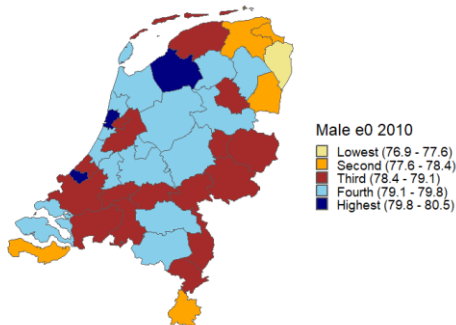 Male e0 2010
Lowest (76.9 - 77.6)
Second (77.6 - 78.4)
Third (78.4 - 79.1)
Fourth (79.1 - 79.8)
Highest (79.8 - 80.5)